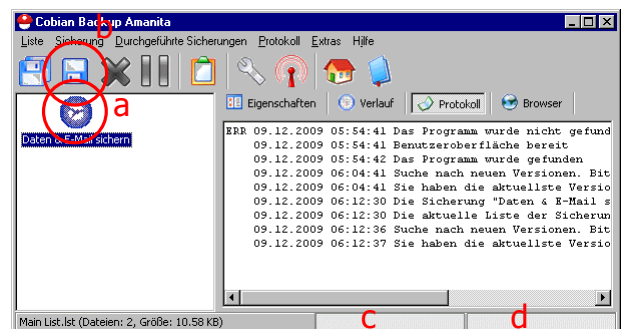 Cobian Backup Amanita
b
Liste Sicherung Durchgeführte Sicherungen Protokoll Extras Hilfe
a
Daten & E-Mail sichern
Eigenschaften Verlauf Protokoll Browser
ERR 09.12.2009 05:54:41 Das Programm wurde nicht gefund
09.12.2009 05:54:41 Benutzeroberfläche bereit
09.12.2009 05:54:42 Das Programm wurde gefunden
09.12.2009 06:04:41 Suche nach neuen Versionen. Bit
09.12.2009 06:04:41 Sie haben die aktuellste Versio
09.12.2009 06:12:30 Die Sicherung "Daten & E-Mail s
09.12.2009 06:12:30 Die aktuelle Liste der Sicherun
09.12.2009 06:12:36 Suche nach neuen Versionen. Bit
09.12.2009 06:12:37 Sie haben die aktuellste Versio
Main List.lst (Dateien: 2, Größe: 10.58 KB)
c
d